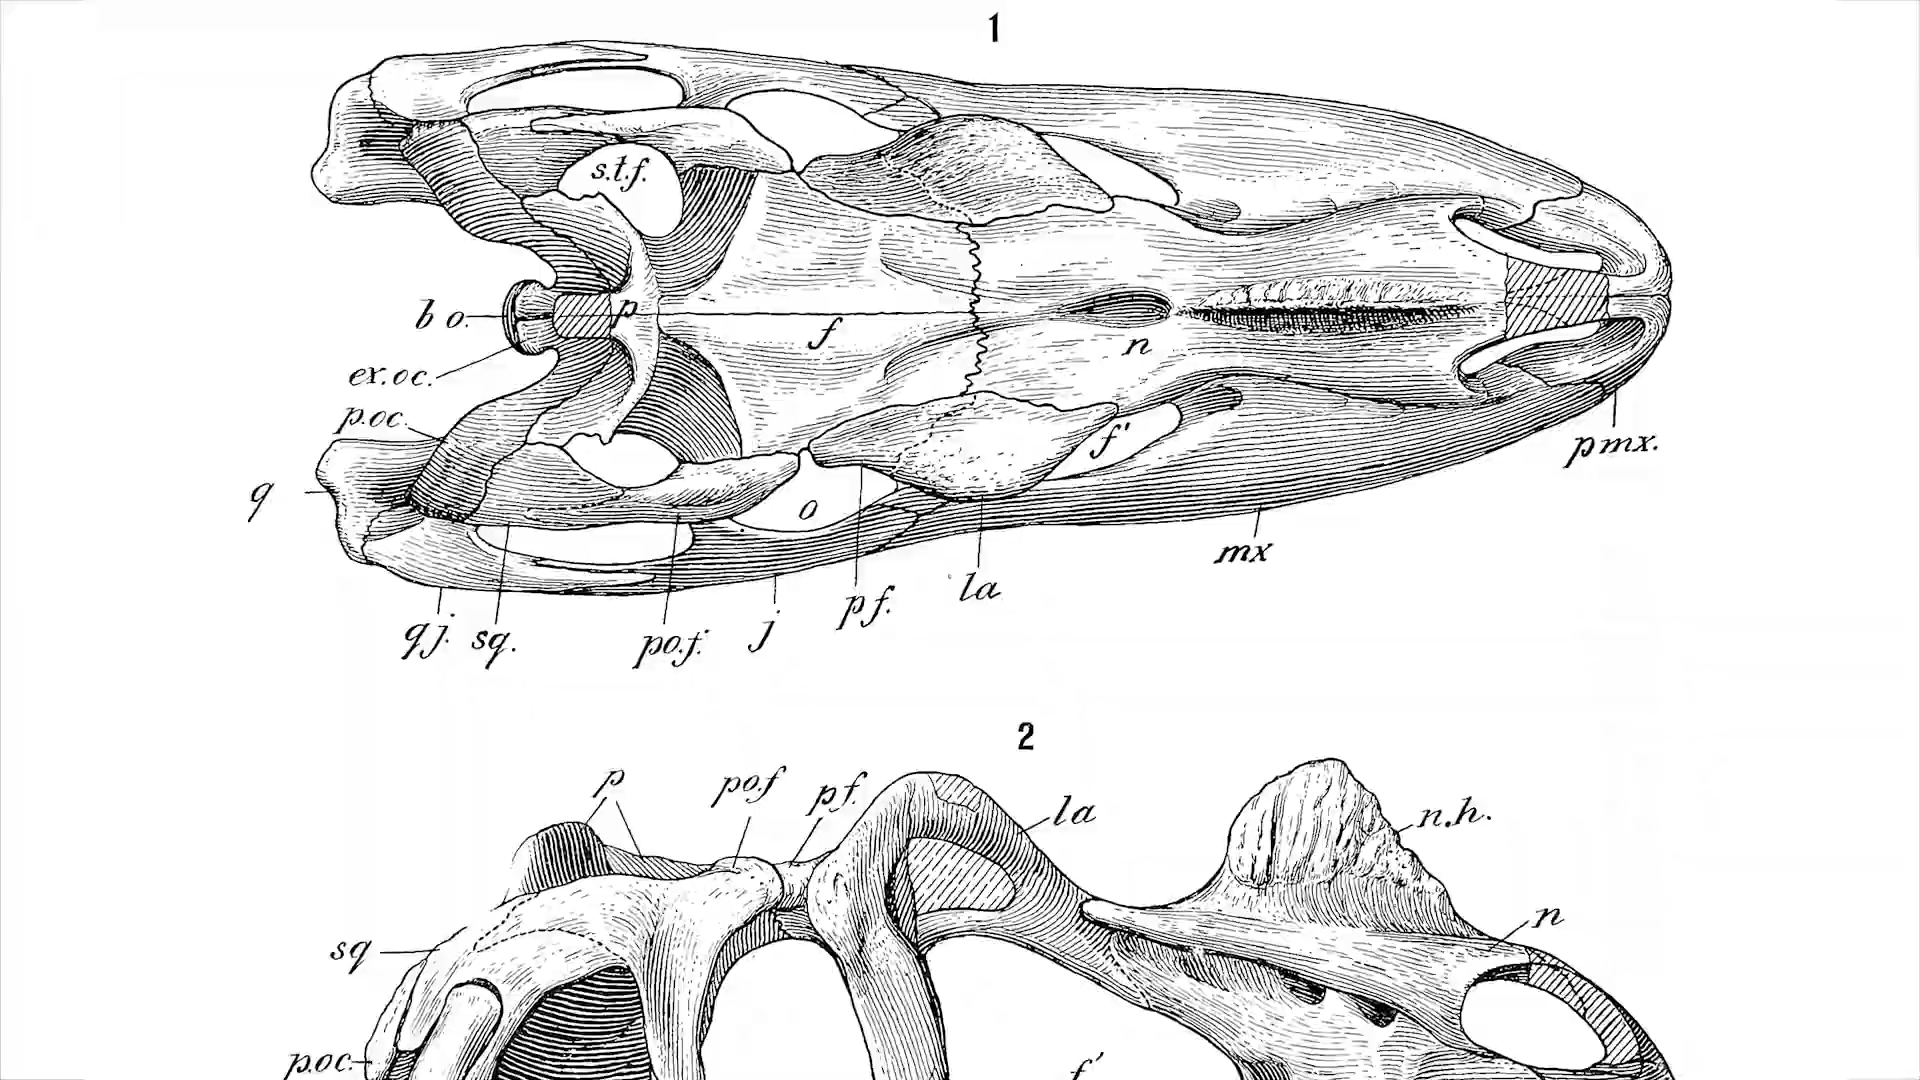 1
s.t.f.
b o.
p
f
n
ex.oc.
p.oc.
f'
pmx.
q
o
mx
la
pf.
qj.
sq.
po.f.
j
2
p
po.f
pf.
la
n.h.
n
sq
p.oc.
f'